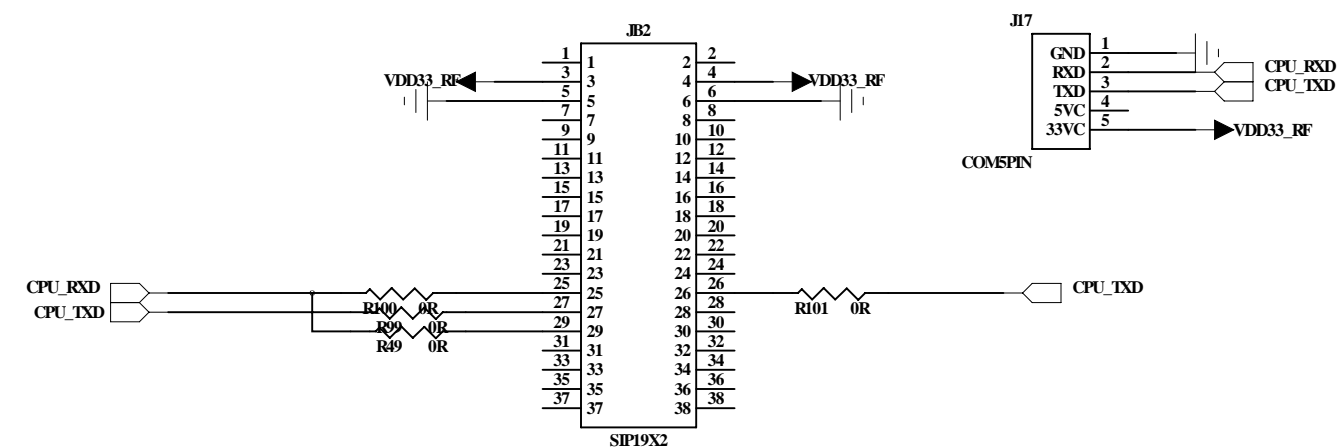 JB2
J17
1 1 2 2
VDD33_RF 3 3 4 4 VDD33_RF
5 5 6 6
7 7 8 8
9 9 10 10
11 11 12 12
13 13 14 14
15 15 16 16
17 17 18 18
19 19 20 20
21 21 22 22
23 23 24 24
CPU_RXD 25 25 26 26 CPU_TXD
R100 0R
R101 0R
CPU_TXD 27 27 28 28
R99 0R
29 29 30 30
R49 0R
31 31 32 32
33 33 34 34
35 35 36 36
37 37 38 38
SIP19X2
GND 1
RXD 2 CPU_RXD
TXD 3 CPU_TXD
5VC 4
33VC 5 VDD33_RF
COM5PIN